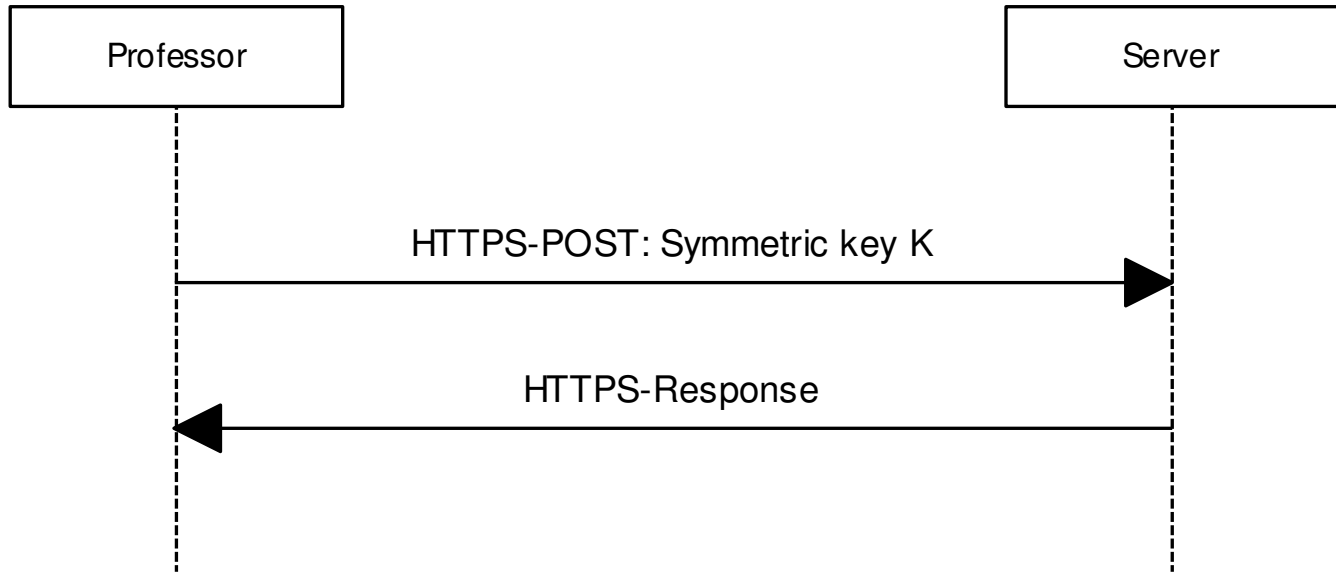 Professor
Server
HTTPS-POST: Symmetric key K
HTTPS-Response